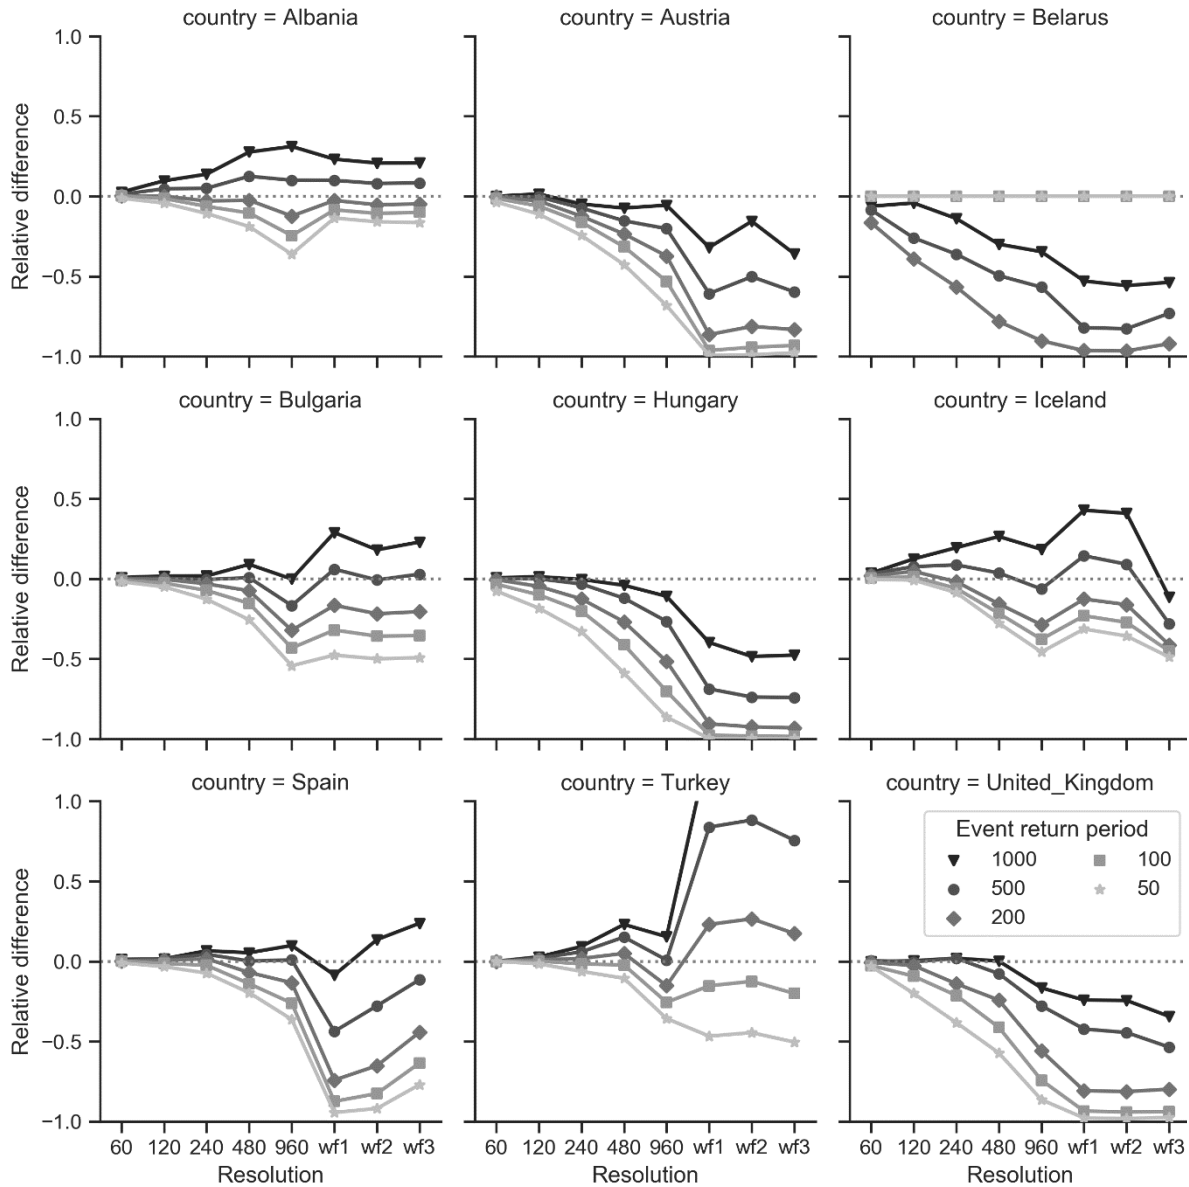 country = Albania
country = Austria
country = Belarus
Relative difference
1.0
0.5
0.0
−0.5
−1.0
country = Bulgaria
country = Hungary
country = Iceland
Relative difference
1.0
0.5
0.0
−0.5
−1.0
country = Spain
country = Turkey
country = United_Kingdom
Relative difference
1.0
0.5
0.0
−0.5
−1.0
Event return period
1000 100
500 50
200
60 120 240 480 960 wf1 wf2 wf3
Resolution
60 120 240 480 960 wf1 wf2 wf3
Resolution
60 120 240 480 960 wf1 wf2 wf3
Resolution